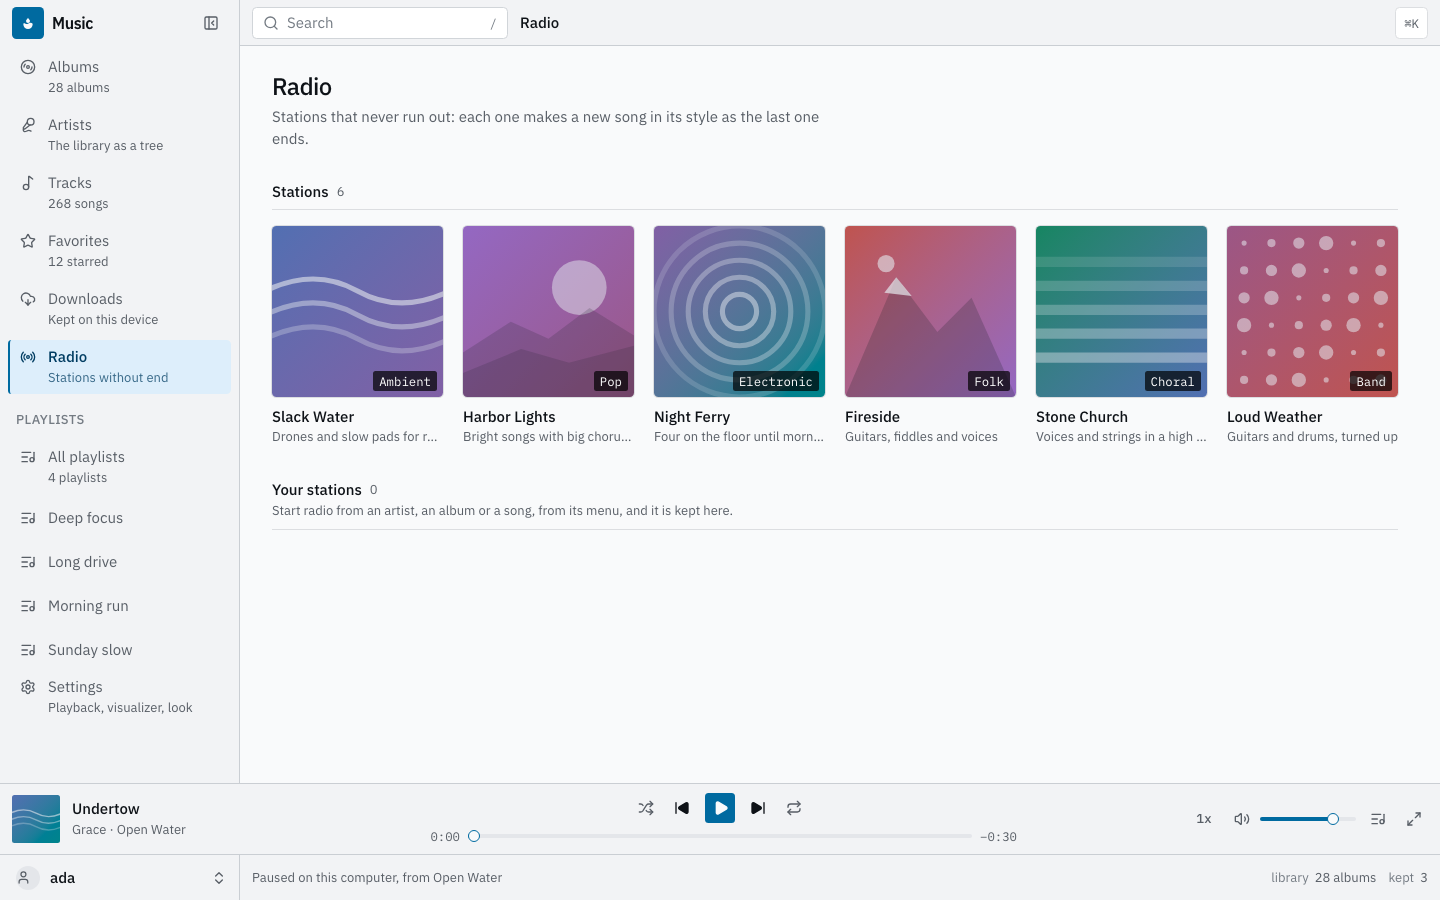 Music
Search /
Radio
⌘K
Albums
28 albums
Artists
The library as a tree
Tracks
268 songs
Favorites
12 starred
Downloads
Kept on this device
Radio
Stations without end
PLAYLISTS
All playlists
4 playlists
Deep focus
Long drive
Morning run
Sunday slow
Settings
Playback, visualizer, look
Radio
Stations that never run out: each one makes a new song in its style as the last one
ends.
Stations 6
Ambient
Slack Water
Drones and slow pads for r...
Pop
Harbor Lights
Bright songs with big choru...
Electronic
Night Ferry
Four on the floor until morn...
Folk
Fireside
Guitars, fiddles and voices
Choral
Stone Church
Voices and strings in a high ...
Band
Loud Weather
Guitars and drums, turned up
Your stations 0
Start radio from an artist, an album or a song, from its menu, and it is kept here.
Undertow
Grace · Open Water
0:00
−0:30
1x
ada
Paused on this computer, from Open Water
library 28 albums kept 3